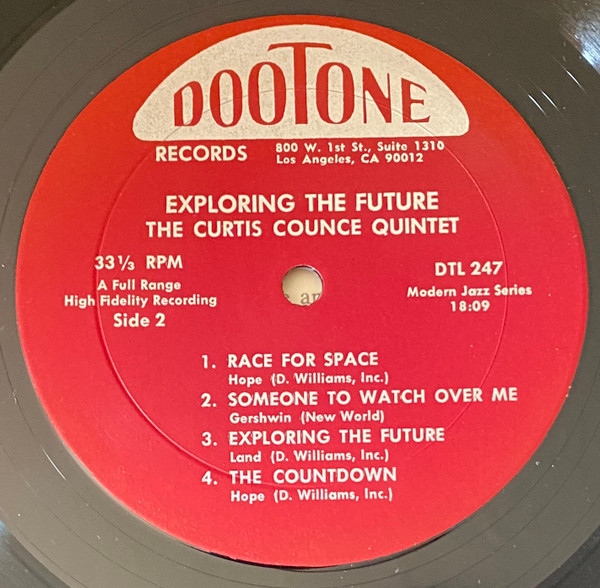 DOOTONE
RECORDS
800 W. 1st St., Suite 1310
Los Angeles, CA 90012
EXPLORING THE FUTURE
THE CURTIS COUNCE QUINTET
33 1/3 RPM
A Full Range
High Fidelity Recording
Side 2
DTL 247
Modern Jazz Series
18:09
1. RACE FOR SPACE
Hope (D. Williams, Inc.)
2. SOMEONE TO WATCH OVER ME
Gershwin (New World)
3. EXPLORING THE FUTURE
Land (D. Williams, Inc.)
4. THE COUNTDOWN
Hope (D. Williams, Inc.)